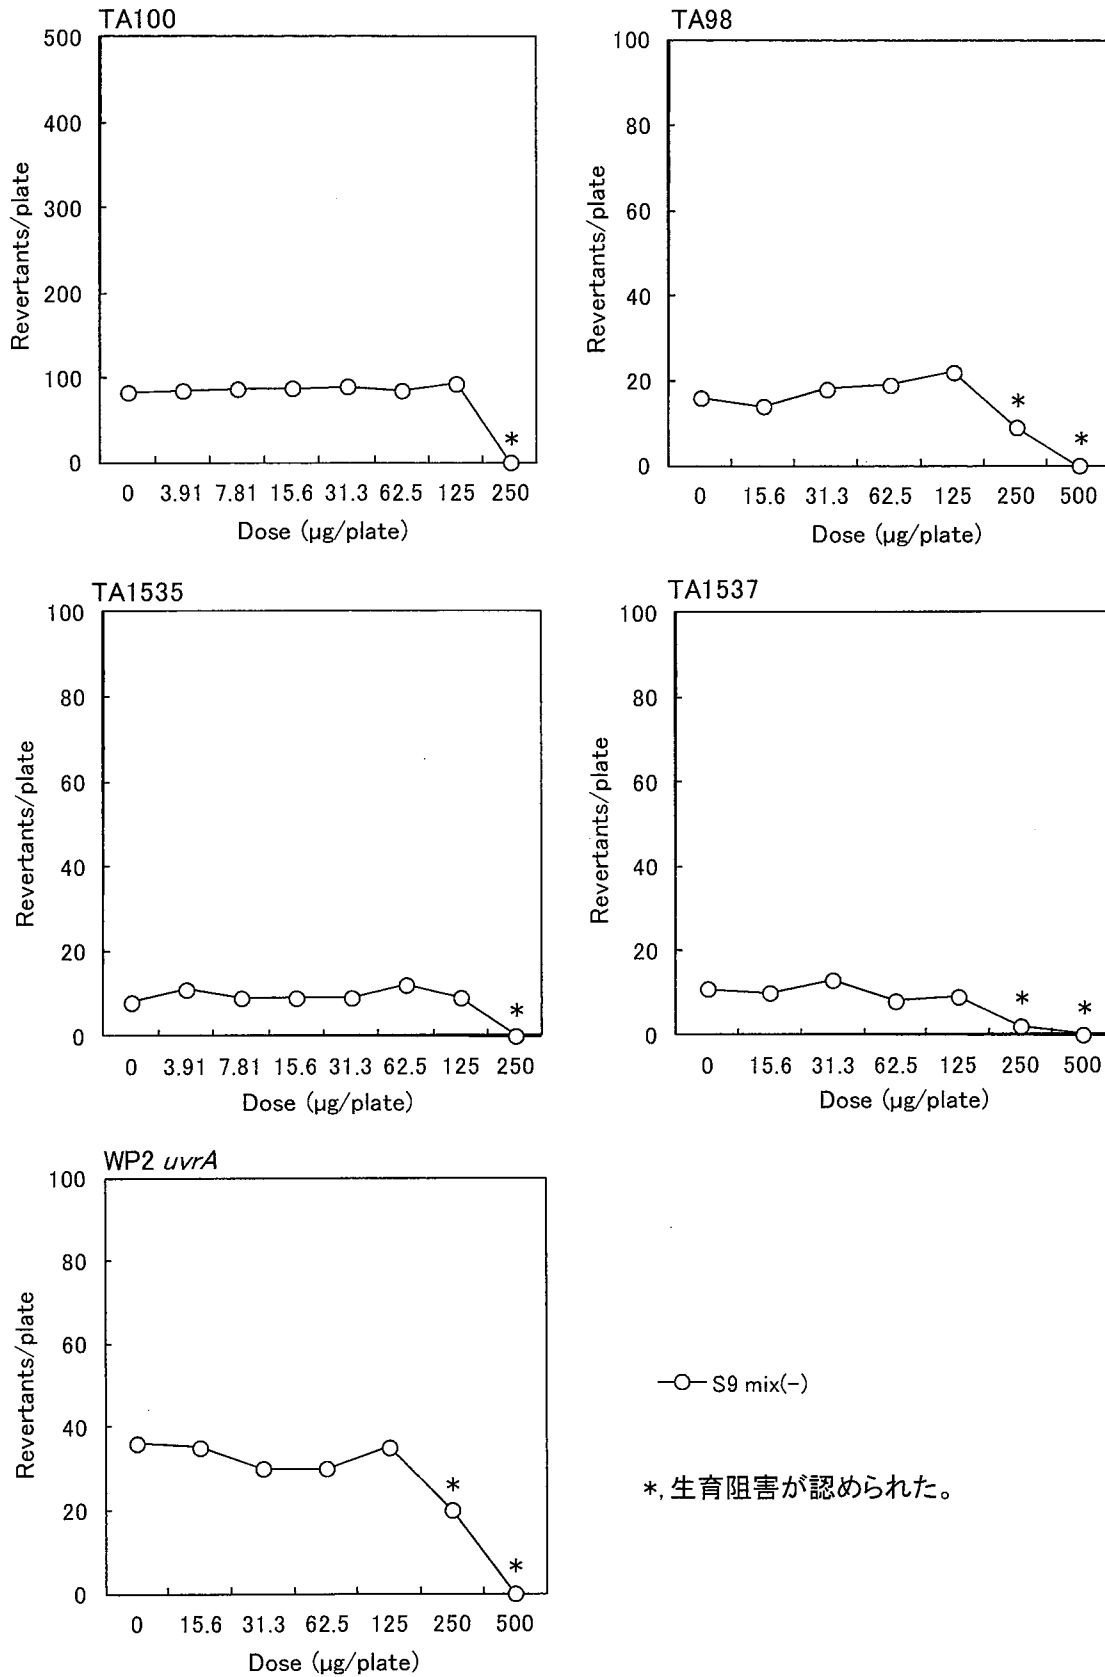 TA100
500
400
300
200
100
0
Revertants/plate
*
0 3.91 7.81 15.6 31.3 62.5 125 250
Dose (µg/plate)
TA98
100
80
60
40
20
0
Revertants/plate
* *
0 15.6 31.3 62.5 125 250 500
Dose (µg/plate)
TA1535
100
80
60
40
20
0
Revertants/plate
*
0 3.91 7.81 15.6 31.3 62.5 125 250
Dose (µg/plate)
TA1537
100
80
60
40
20
0
Revertants/plate
* *
0 15.6 31.3 62.5 125 250 500
Dose (µg/plate)
WP2 uvrA
100
80
60
40
20
0
Revertants/plate
* *
0 15.6 31.3 62.5 125 250 500
Dose (µg/plate)
S9 mix(-)
*, 生育阻害が認められた。